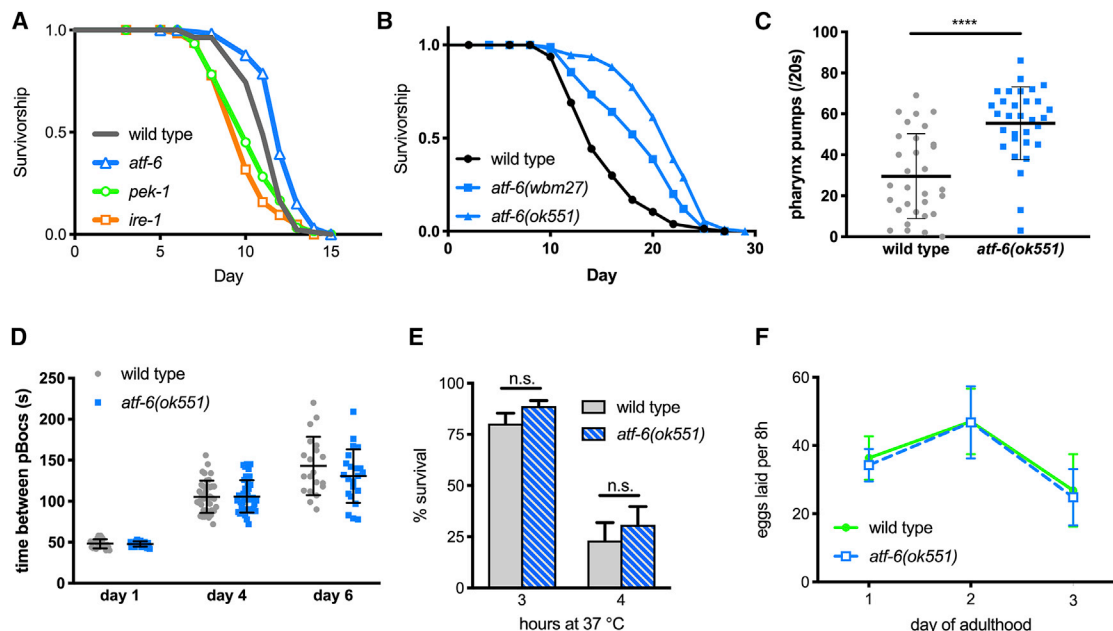 A
1.0
0.5
0.0
Survivorship
wild type
atf-6
pek-1
ire-1
0
5
10
15
Day
B
1.0
0.5
0.0
Survivorship
wild type
atf-6(wbm27)
atf-6(ok551)
0
10
20
30
Day
C
****
100
80
60
40
20
0
pharynx pumps (/20s)
wild type
atf-6(ok551)
D
wild type
atf-6(ok551)
250
200
150
100
50
0
time between pBocs (s)
day 1
day 4
day 6
E
n.s.
n.s.
100
75
50
25
0
% survival
wild type
atf-6(ok551)
3
4
hours at 37 °C
F
60
40
20
0
eggs laid per 8h
wild type
atf-6(ok551)
1
2
3
day of adulthood